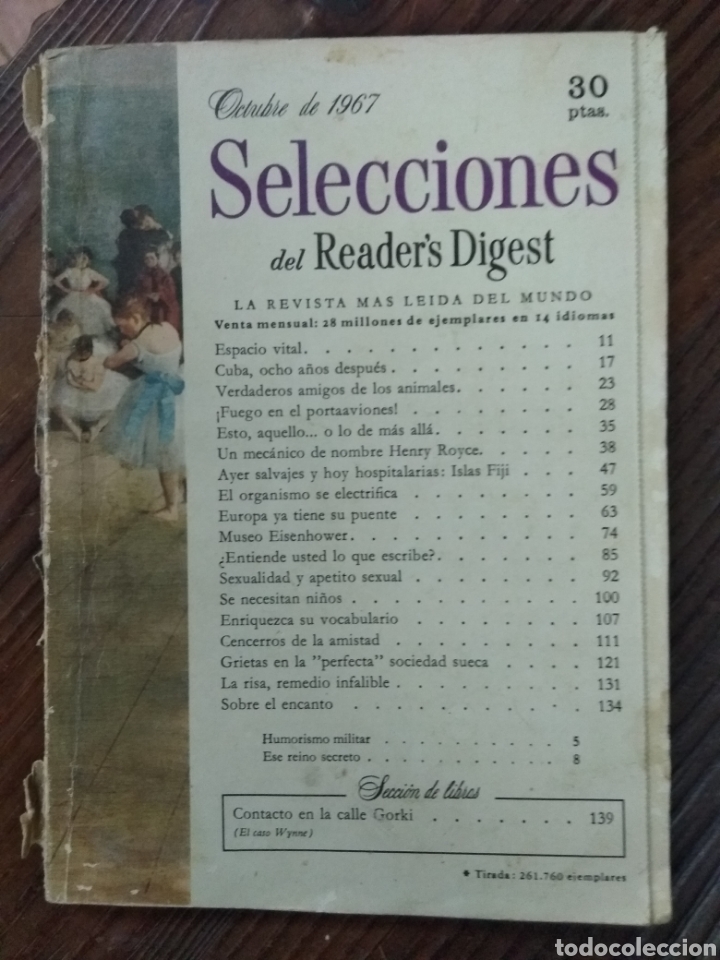 Octubre de 1967
30
ptas.
Selecciones
del Reader's Digest
LA REVISTA MAS LEIDA DEL MUNDO
Venta mensual: 28 millones de ejemplares en 14 idiomas
Espacio vital. . . . . . . . . . . . . 11
Cuba, ocho años después . . . . . . . . . 17
Verdaderos amigos de los animales. . . . . . 23
¡Fuego en el portaaviones! . . . . . . . . 28
Esto, aquello... o lo de más allá. . . . . . . 35
Un mecánico de nombre Henry Royce. . . . . 38
Ayer salvajes y hoy hospitalarias: Islas Fiji . . . 47
El organismo se electrifica . . . . . . . . 59
Europa ya tiene su puente . . . . . . . . 63
Museo Eisenhower. . . . . . . . . . . 74
¿Entiende usted lo que escribe?. . . . . . . 85
Sexualidad y apetito sexual . . . . . . . . 92
Se necesitan niños . . . . . . . . . . . 100
Enriquezca su vocabulario . . . . . . . . 107
Cencerros de la amistad . . . . . . . . . 111
Grietas en la "perfecta" sociedad sueca . . . . 121
La risa, remedio infalible . . . . . . . . . 131
Sobre el encanto . . . . . . . . . . . 134
Humorismo militar . . . . . . . . . . 5
Ese reino secreto . . . . . . . . . . . 8
Sección de libros
Contacto en la calle Gorki . . . . . . . 139
(El caso Wynne)
* Tirada: 261.760 ejemplares
todocoleccion